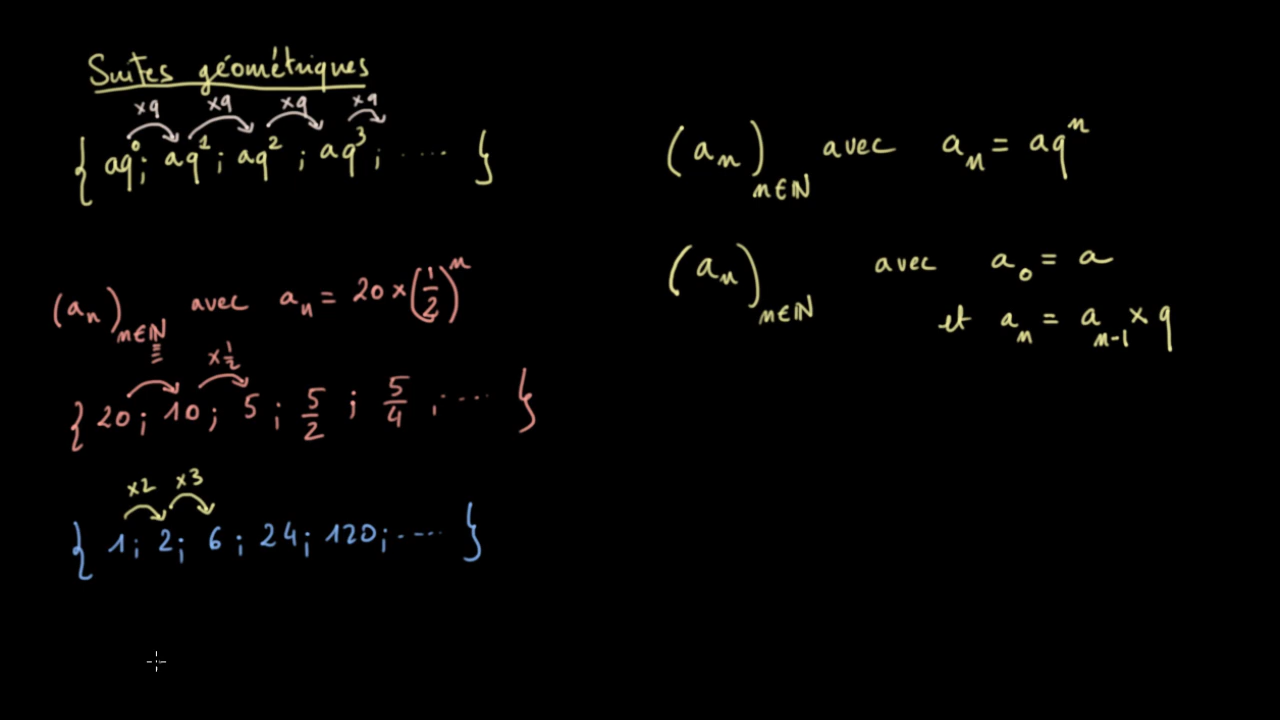 Suites géométriques
×q ×q ×q ×q
{ aq⁰; aq¹; aq²; aq³; ..... }
(aₙ)ₙ∈ℕ avec aₙ = 20×(1/2)ⁿ
×1/2
{ 20; 10; 5; 5/2; 5/4; ..... }
×2 ×3
{ 1; 2; 6; 24; 120; ..... }
(aₙ)ₙ∈ℕ avec aₙ = aqⁿ
(aₙ)ₙ∈ℕ avec a₀ = a
et aₙ = aₙ₋₁ × q